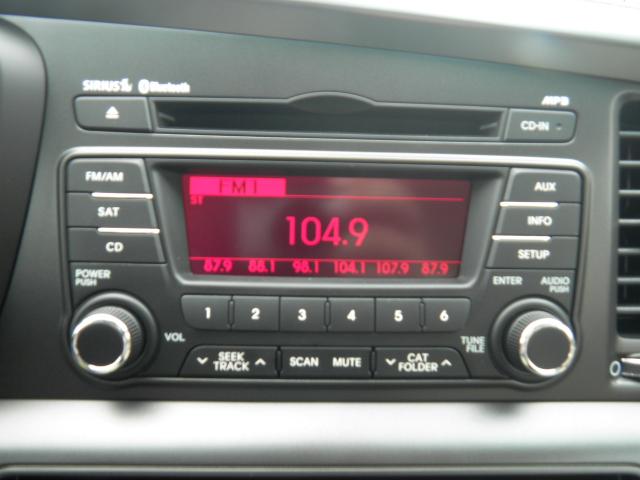 SIRIUS Bluetooth MP3
CD-IN
FM/AM FM 1 AUX
ST
SAT 104.9 INFO
CD SETUP
87.9 88.1 98.1 104.1 107.9 87.9
POWER PUSH ENTER AUDIO PUSH
1 2 3 4 5 6
VOL TUNE FILE
SEEK TRACK SCAN MUTE CAT FOLDER